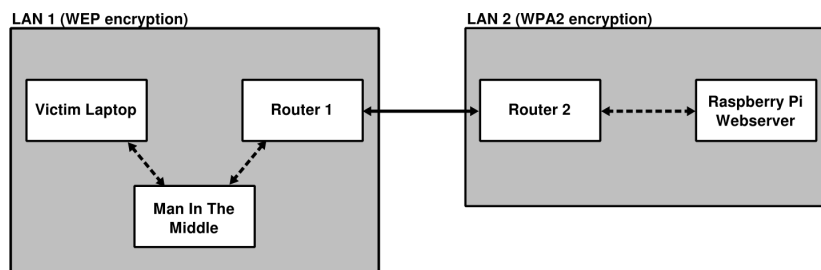 LAN 1 (WEP encryption)
LAN 2 (WPA2 encryption)
Victim Laptop
Router 1
Router 2
Raspberry Pi
Webserver
Man In The
Middle